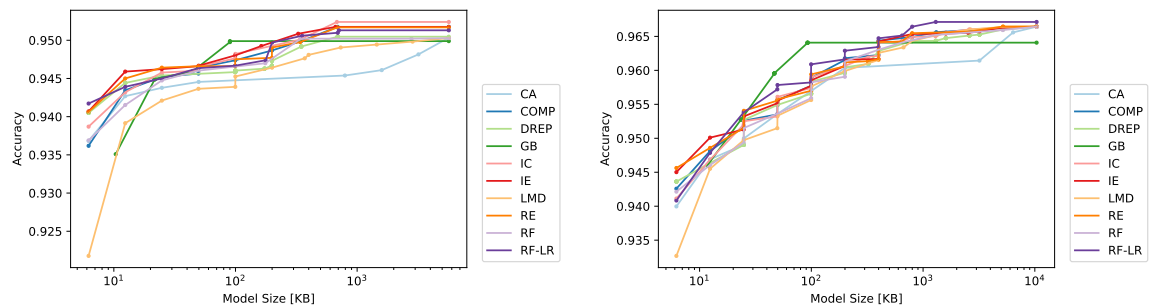 0.950
0.945
0.940
0.935
0.930
0.925
Accuracy
10¹
10²
10³
Model Size [KB]
CA
COMP
DREP
GB
IC
IE
LMD
RE
RF
RF-LR
0.965
0.960
0.955
0.950
0.945
0.940
0.935
Accuracy
10¹
10²
10³
10⁴
Model Size [KB]
CA
COMP
DREP
GB
IC
IE
LMD
RE
RF
RF-LR